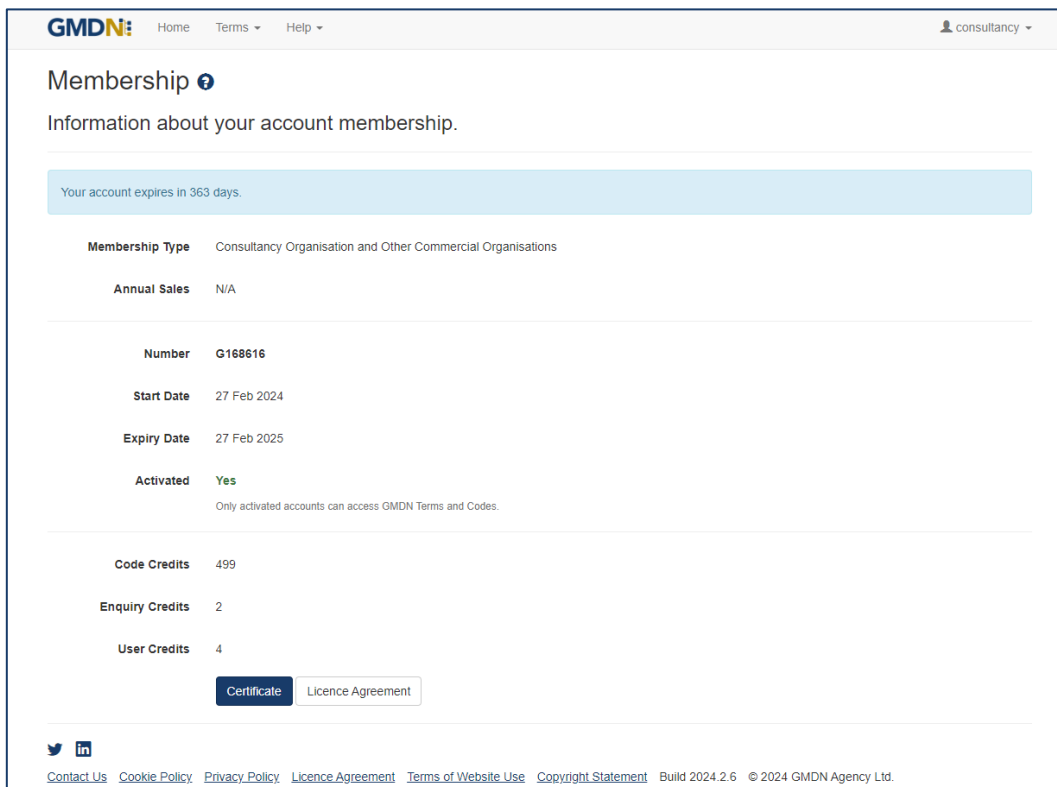 GMDN Home Terms Help consultancy
Membership ?
Information about your account membership.
Your account expires in 363 days.
Membership Type Consultancy Organisation and Other Commercial Organisations
Annual Sales N/A
Number G168616
Start Date 27 Feb 2024
Expiry Date 27 Feb 2025
Activated Yes
Only activated accounts can access GMDN Terms and Codes.
Code Credits 499
Enquiry Credits 2
User Credits 4
Certificate Licence Agreement
in
Contact Us Cookie Policy Privacy Policy Licence Agreement Terms of Website Use Copyright Statement Build 2024.2.6 © 2024 GMDN Agency Ltd.